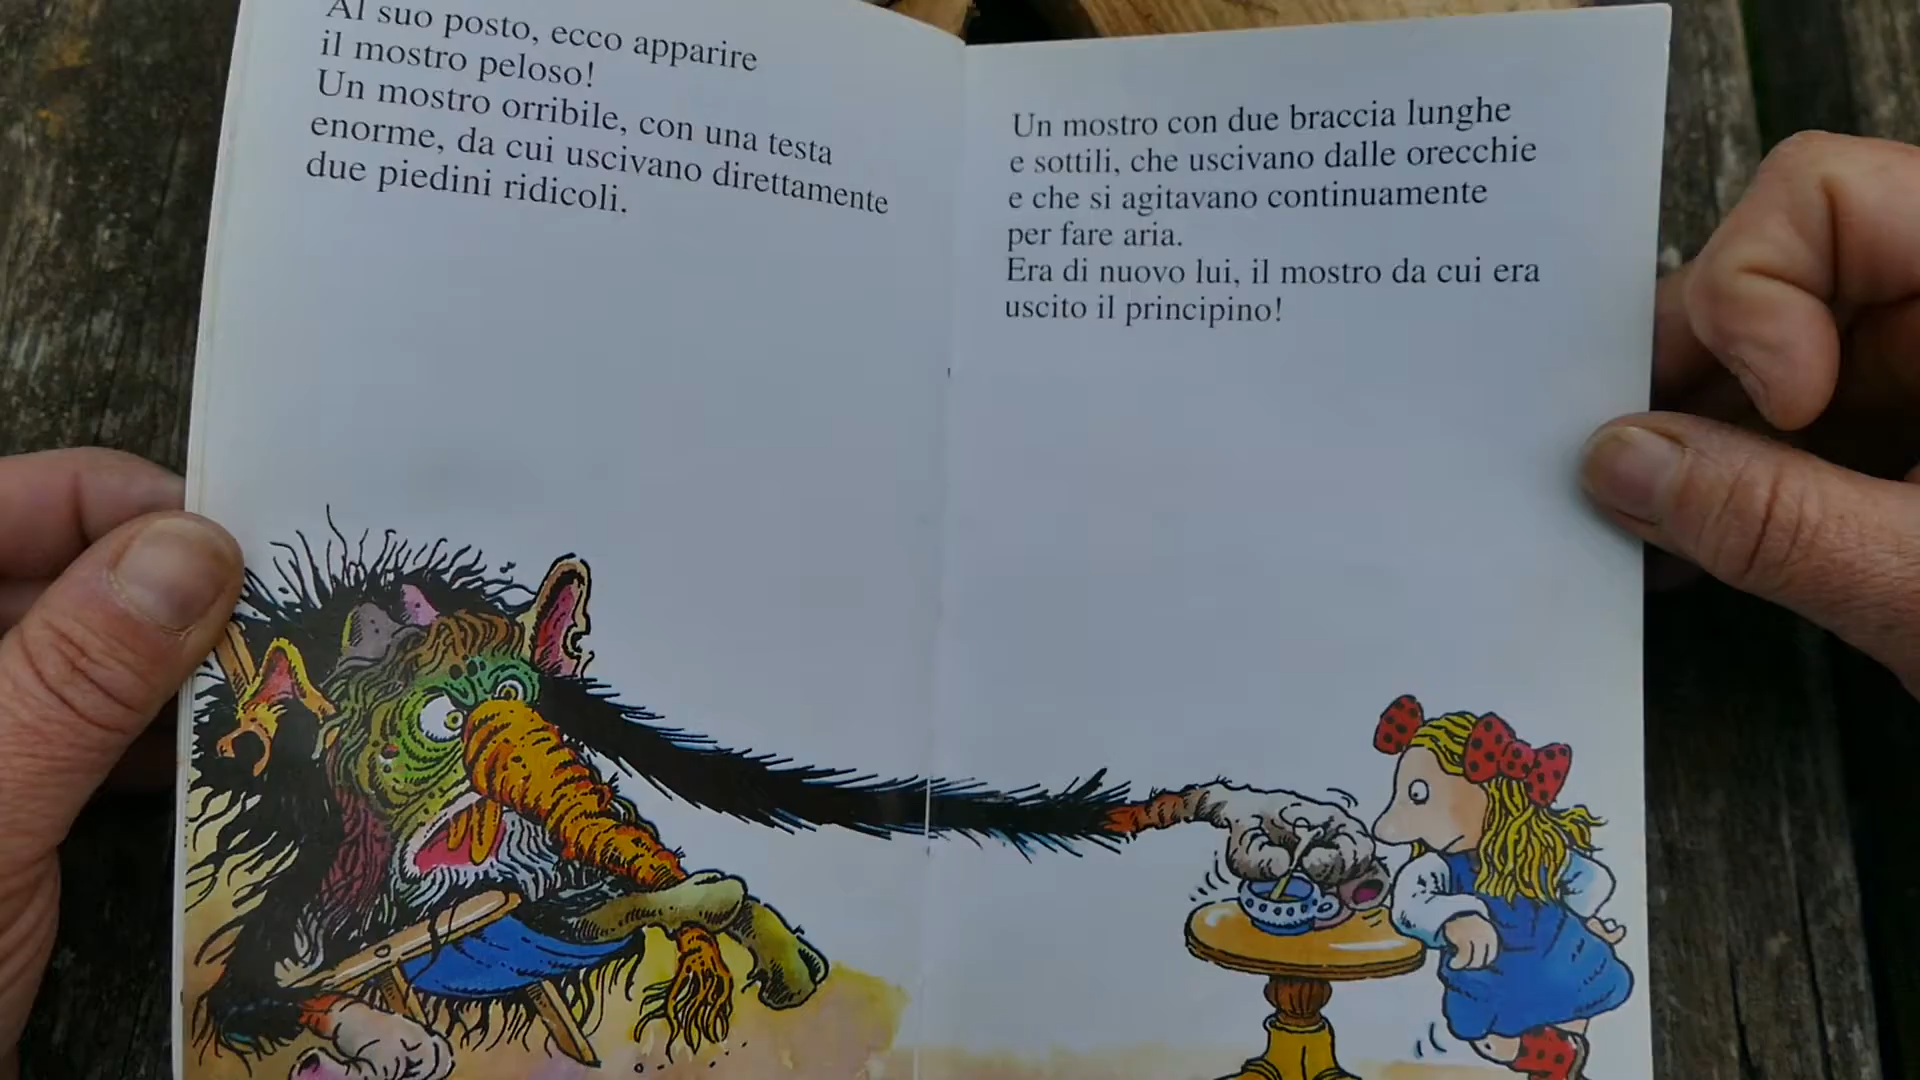 Al suo posto, ecco apparire
il mostro peloso!
Un mostro orribile, con una testa
enorme, da cui uscivano direttamente
due piedini ridicoli.
Un mostro con due braccia lunghe
e sottili, che uscivano dalle orecchie
e che si agitavano continuamente
per fare aria.
Era di nuovo lui, il mostro da cui era
uscito il principino!